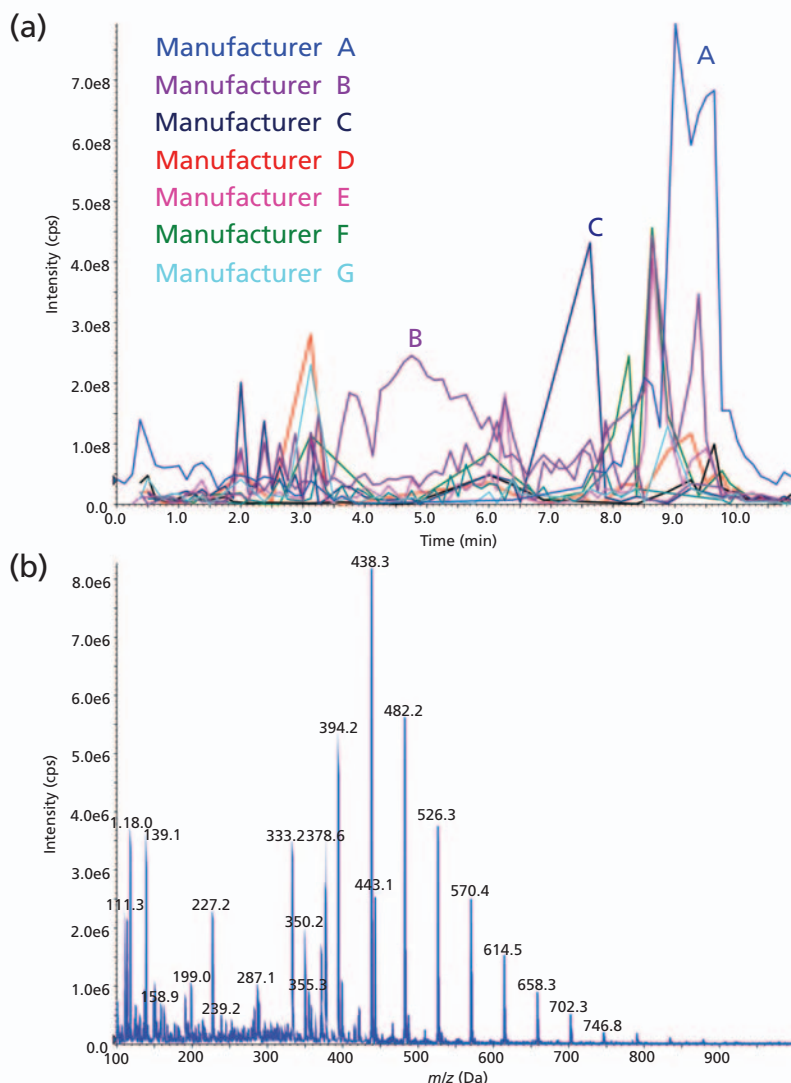 (a)
Manufacturer A
Manufacturer B
Manufacturer C
Manufacturer D
Manufacturer E
Manufacturer F
Manufacturer G
A
C
B
7.0e8
6.0e8
5.0e8
4.0e8
3.0e8
2.0e8
1.0e8
0.0
Intensity (cps)
0.0 1.0 2.0 3.0 4.0 5.0 6.0 7.0 8.0 9.0 10.0
Time (min)
(b)
8.0e6
7.0e6
6.0e6
5.0e6
4.0e6
3.0e6
2.0e6
1.0e6
0.0
Intensity (cps)
438.3
482.2
394.2
526.3
1.18.0
139.1
333.2 378.6
443.1
570.4
111.3
227.2
350.2
614.5
199.0
287.1
355.3
158.9
239.2
658.3
702.3
746.8
100 200 300 400 500 600 700 800 900
m/z (Da)